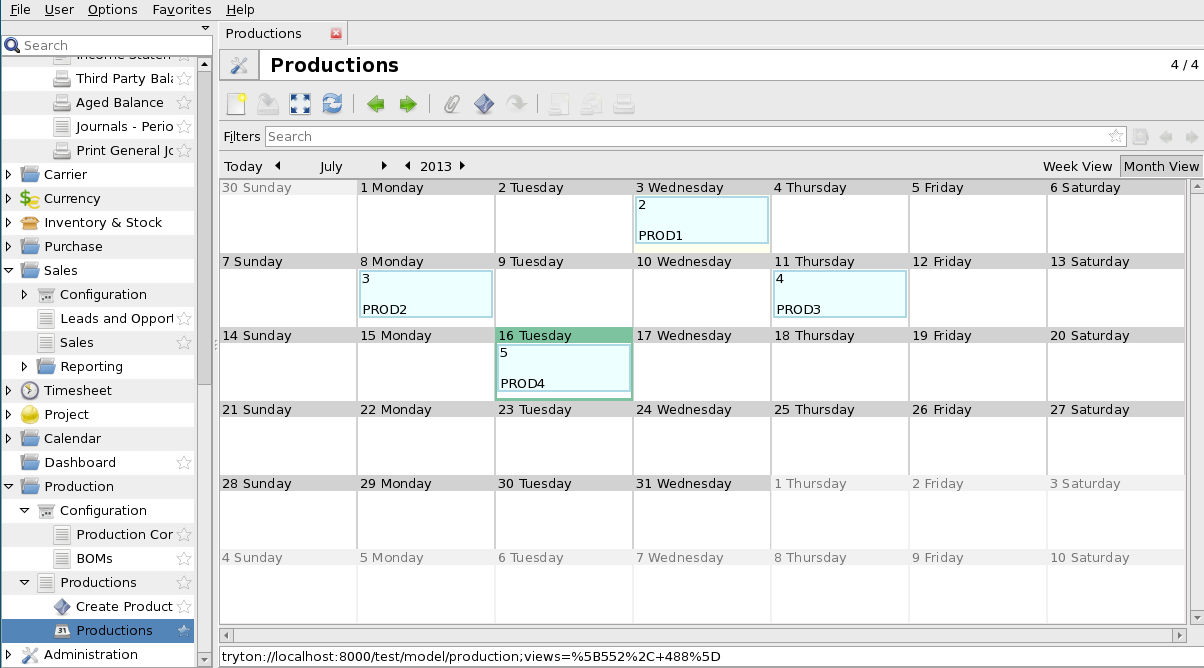 File User Options Favorites Help
Search
Third Party Bala
Aged Balance
Journals - Perio
Print General Jo
Carrier
Currency
Inventory & Stock
Purchase
Sales
Configuration
Leads and Opport
Sales
Reporting
Timesheet
Project
Calendar
Dashboard
Production
Configuration
Production Cor
BOMs
Productions
Create Product
31 Productions
Administration
Productions
Productions
4 / 4
Filters Search
Today July 2013 Week View Month View
30 Sunday 1 Monday 2 Tuesday 3 Wednesday 4 Thursday 5 Friday 6 Saturday
2
PROD1
7 Sunday 8 Monday 9 Tuesday 10 Wednesday 11 Thursday 12 Friday 13 Saturday
3 4
PROD2 PROD3
14 Sunday 15 Monday 16 Tuesday 17 Wednesday 18 Thursday 19 Friday 20 Saturday
5
PROD4
21 Sunday 22 Monday 23 Tuesday 24 Wednesday 25 Thursday 26 Friday 27 Saturday
28 Sunday 29 Monday 30 Tuesday 31 Wednesday 1 Thursday 2 Friday 3 Saturday
4 Sunday 5 Monday 6 Tuesday 7 Wednesday 8 Thursday 9 Friday 10 Saturday
tryton://localhost:8000/test/model/production;views=%5B552%2C+488%5D